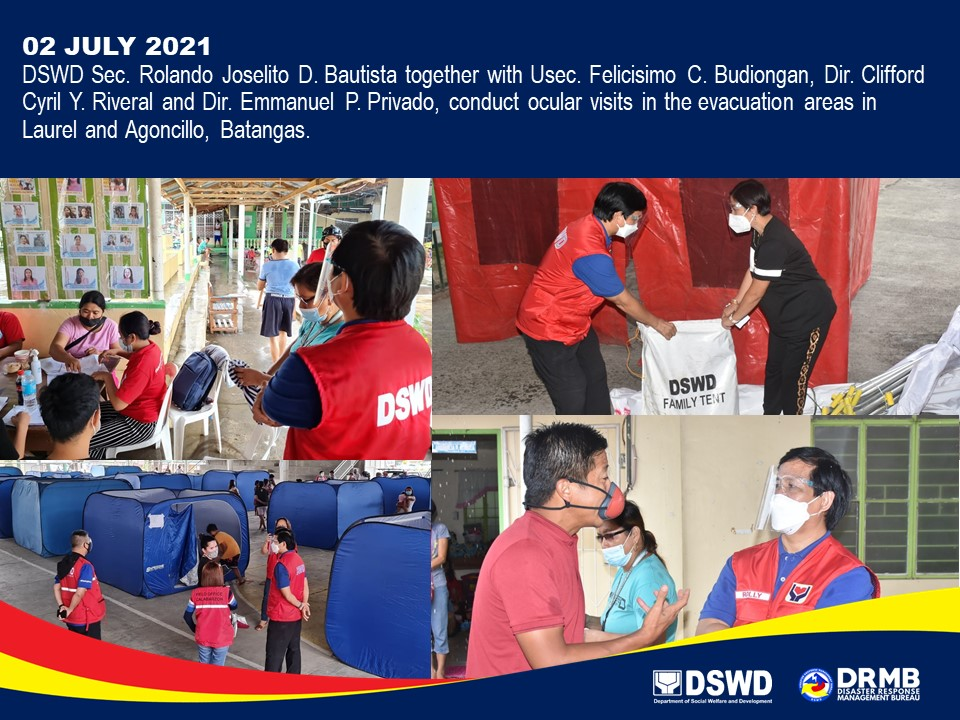 02 JULY 2021
DSWD Sec. Rolando Joselito D. Bautista together with Usec. Felicisimo C. Budiongan, Dir. Clifford
Cyril Y. Riveral and Dir. Emmanuel P. Privado, conduct ocular visits in the evacuation areas in
Laurel and Agoncillo, Batangas.
DSWD
DSWD
FAMILY TENT
ROLLY
DSWD
Department of Social Welfare and Development
DRMB
DISASTER RESPONSE
MANAGEMENT BUREAU